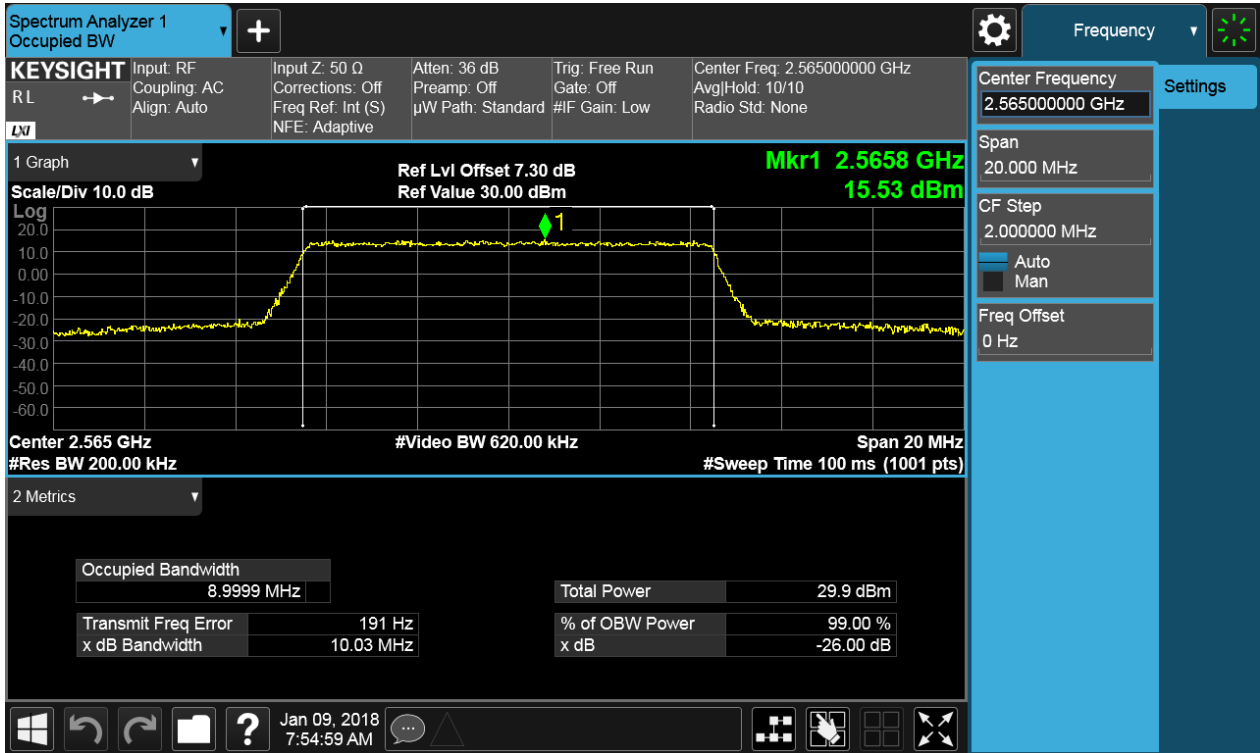 Spectrum Analyzer 1
Occupied BW
+
Frequency
KEYSIGHT
RL
LXI
Input: RF
Coupling: AC
Align: Auto
Input Z: 50 Ω
Corrections: Off
Freq Ref: Int (S)
NFE: Adaptive
Atten: 36 dB
Preamp: Off
µW Path: Standard
Trig: Free Run
Gate: Off
#IF Gain: Low
Center Freq: 2.565000000 GHz
Avg|Hold: 10/10
Radio Std: None
Center Frequency
2.565000000 GHz
Settings
Span
20.000 MHz
CF Step
2.000000 MHz
Auto
Man
Freq Offset
0 Hz
1 Graph
Scale/Div 10.0 dB
Ref Lvl Offset 7.30 dB
Ref Value 30.00 dBm
Mkr1 2.5658 GHz
15.53 dBm
Log
1
20.0
10.0
0.00
-10.0
-20.0
-30.0
-40.0
-50.0
-60.0
Center 2.565 GHz
#Video BW 620.00 kHz
Span 20 MHz
#Res BW 200.00 kHz
#Sweep Time 100 ms (1001 pts)
2 Metrics
Occupied Bandwidth
8.9999 MHz
Total Power 29.9 dBm
Transmit Freq Error 191 Hz
% of OBW Power 99.00 %
x dB Bandwidth 10.03 MHz
x dB -26.00 dB
?
Jan 09, 2018
7:54:59 AM